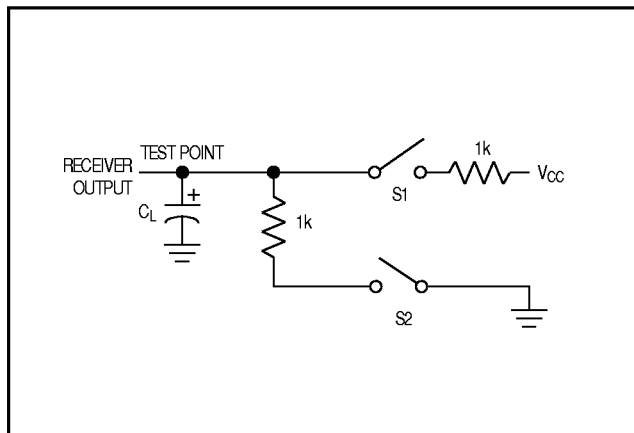 RECEIVER
OUTPUT
TEST POINT
+
CL
1k
S1
1k
VCC
S2